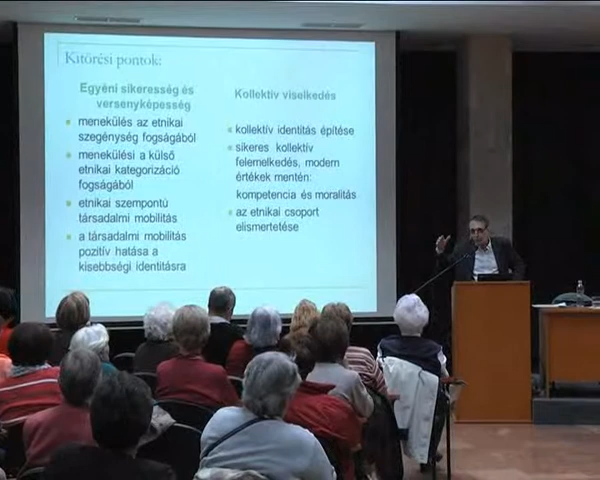 Kitörési pontok:
Egyéni sikeresség és
versenyképesség
menekülés az etnikai
szegénység fogságából
menekülési a külső
etnikai kategorizáció
fogságából
etnikai szempontú
társadalmi mobilitás
a társadalmi mobilitás
pozitív hatása a
kisebbségi identitásra
Kollektív viselkedés
kollektív identitás építése
sikeres kollektív
felemelkedés, modern
értékek mentén:
kompetencia és moralitás
az etnikai csoport
elismertetése